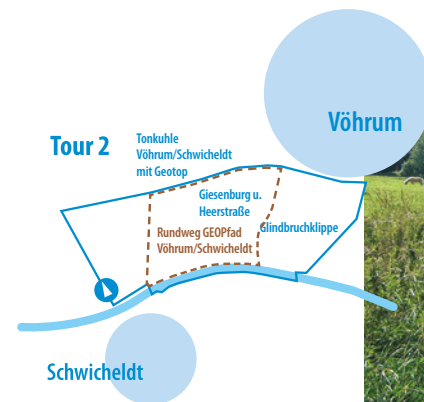 Vöhrum
Tour 2
Tonkuhle
Vöhrum/Schwicheldt
mit Geotop
Giesenburg u.
Heerstraße
Glindbruchklippe
Rundweg GEOPfad
Vöhrum/Schwicheldt
Schwicheldt